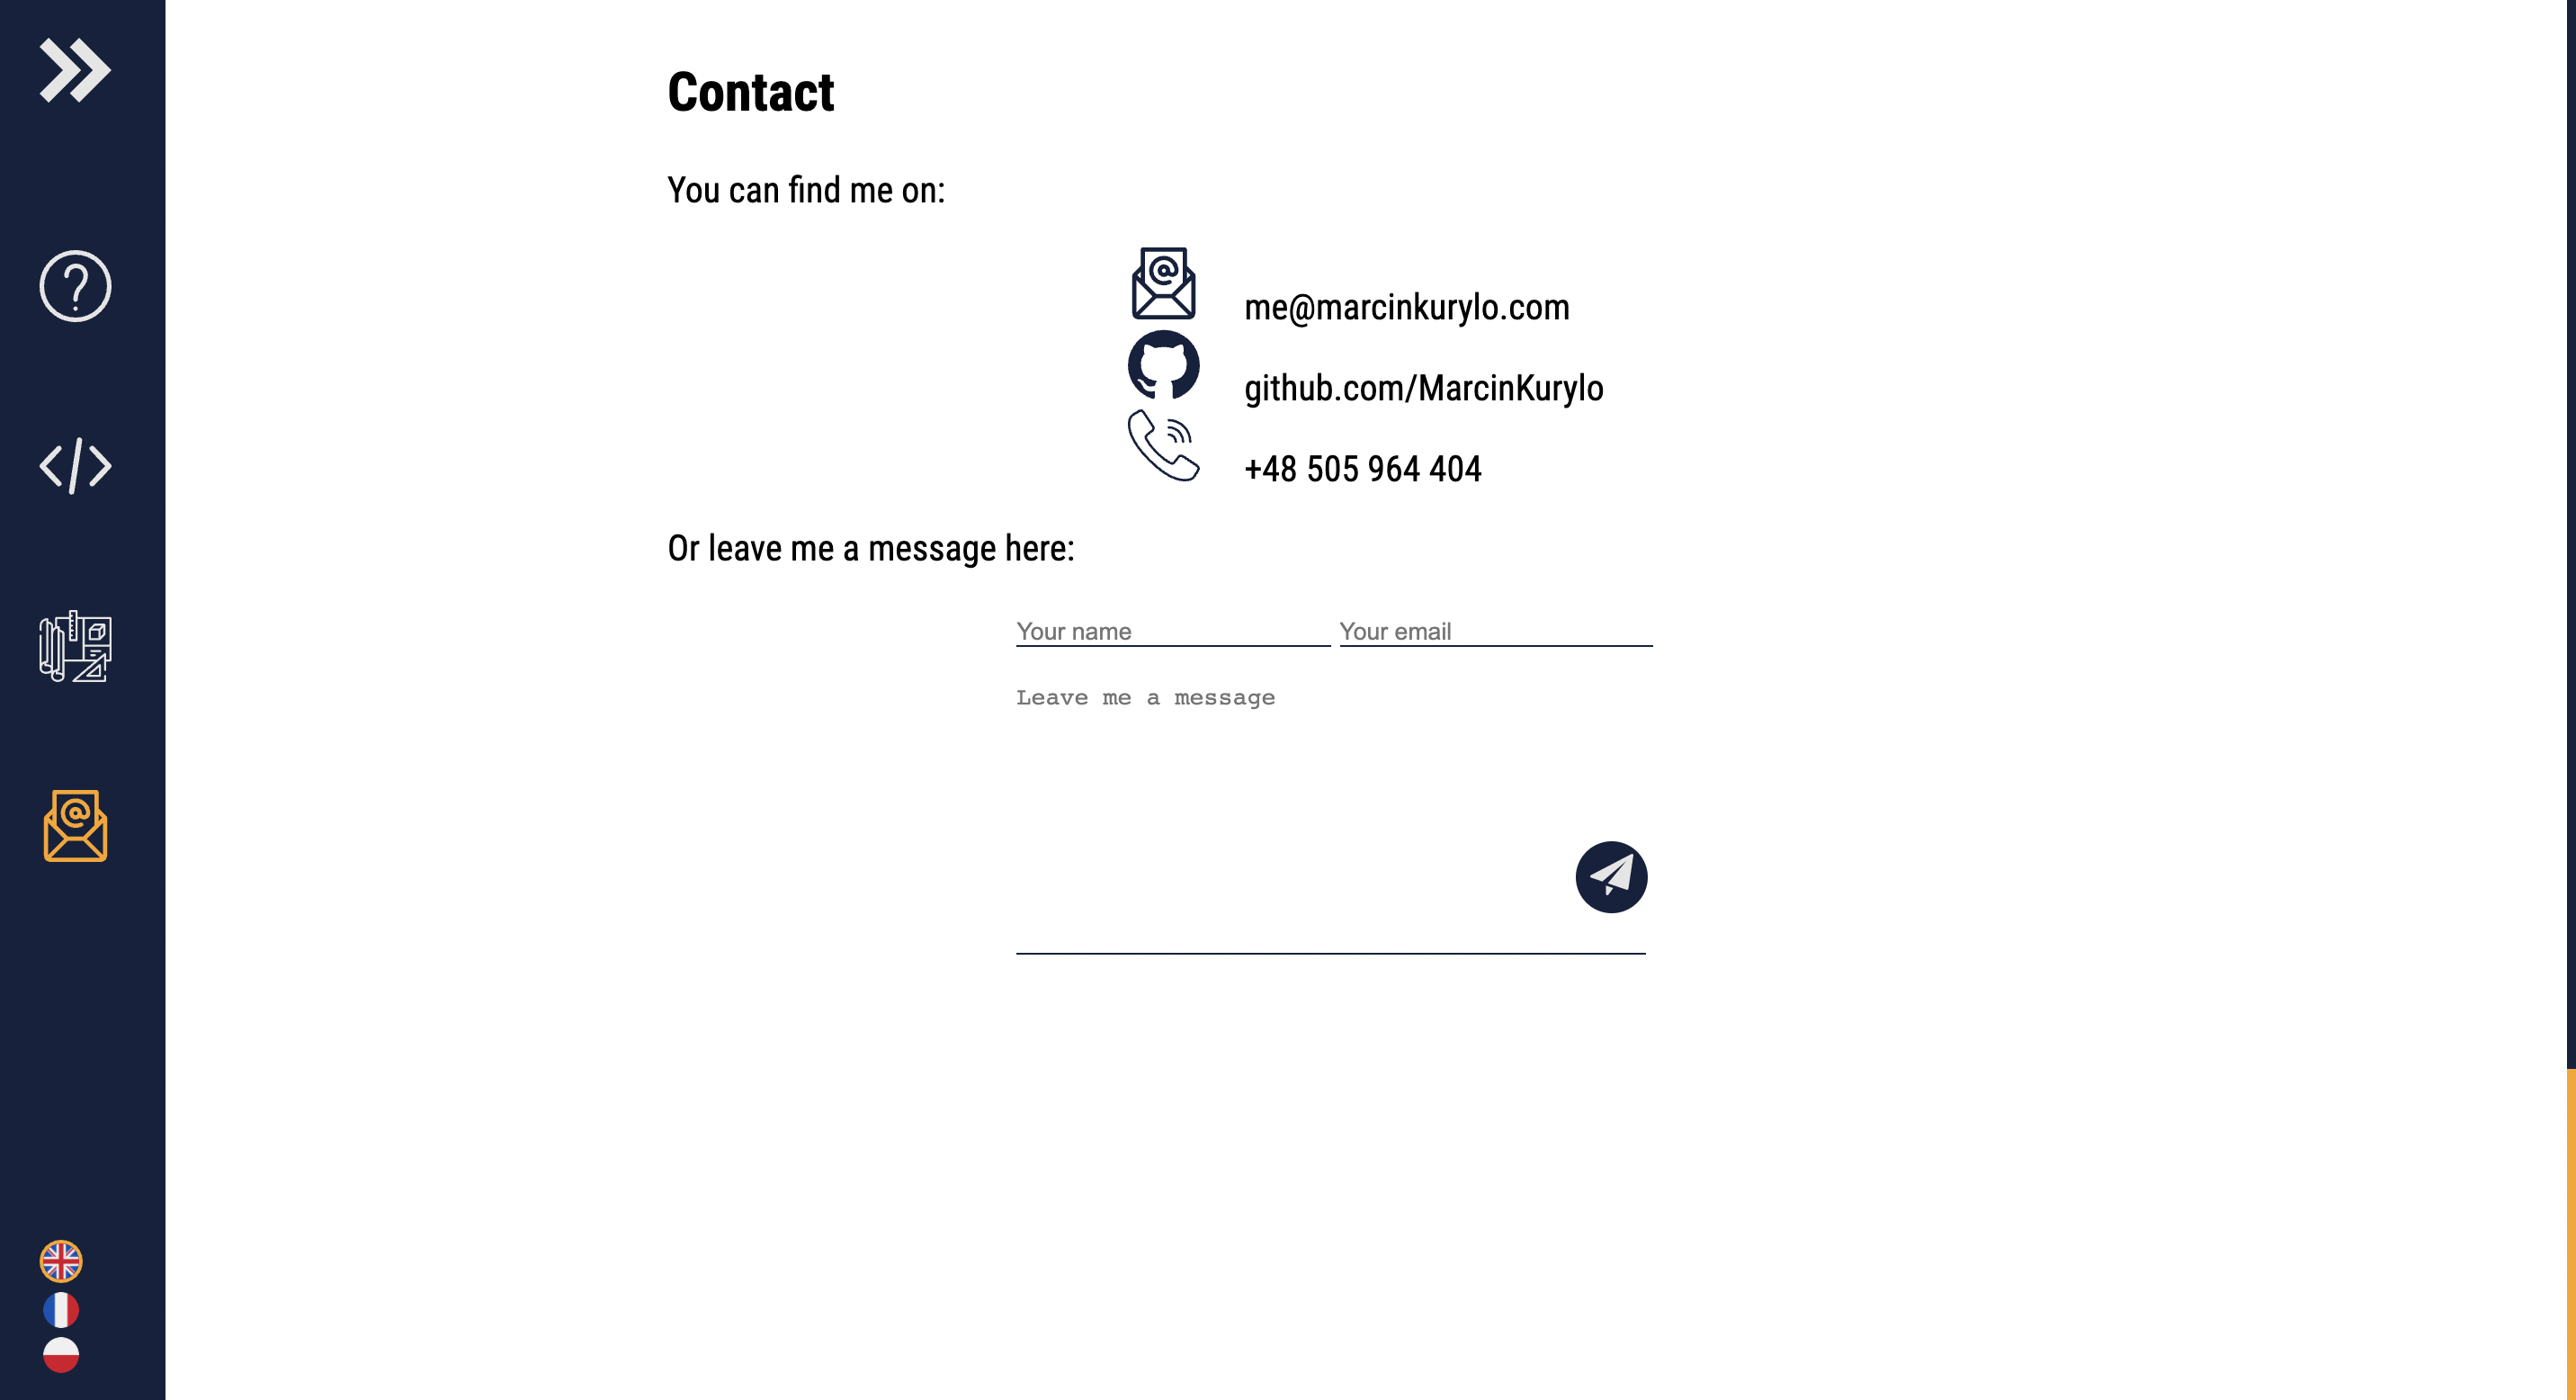 Contact
You can find me on:
me@marcinkurylo.com
github.com/MarcinKurylo
+48 505 964 404
Or leave me a message here:
Your name Your email
Leave me a message